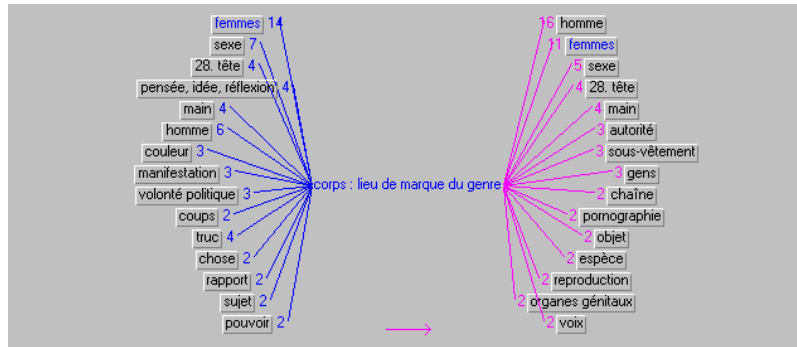 femmes 14
sexe 7
28. tête 4
pensée, idée, réflexion 4
main 4
homme 6
couleur 3
manifestation 3
volonté politique 3
coups 2
truc 4
chose 2
rapport 2
sujet 2
pouvoir 2
corps : lieu de marque du genre
16 homme
11 femmes
5 sexe
4 28. tête
4 main
3 autorité
3 sous-vêtement
3 gens
2 chaîne
2 pornographie
2 objet
2 espèce
2 reproduction
2 organes génitaux
2 voix